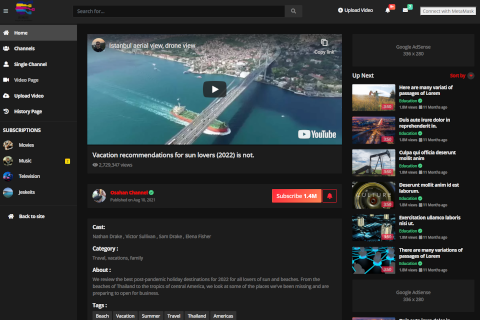 Search for...
Upload Video
Connect with MetaMask
Home
Channels
Single Channel
Video Page
Upload Video
History Page
SUBSCRIPTIONS
Movies
Music
Television
Back to site
Istanbul aerial view, drone view
Copy link
YouTube
Vacation recommendations for sun lovers (2022) is not.
2,729,347 views
Osahan Channel
Published on Aug 10, 2021
Subscribe 1.4M
Cast:
Nathan Drake , Victor Sullivan , Sam Drake , Elena Fisher
Category :
Travel, vacations, family
About :
We review the best post-pandemic holiday destinations for 2022 for all lovers of sun and beaches. From the
beaches of Thailand to the tropics of central America, we look at some of the places we've been missing and are
preparing to open for business.
Tags :
Beach Vacation Summer Travel Thailand Americas
Google AdSense
336 x 280
Up Next
Sort by
Here are many variati of
passages of Lorem
Education
1.8M views 11 Months ago
Duis aute irure dolor in
reprehenderit in.
Education
1.8M views 11 Months ago
Culpa qui officia deserunt
mollit anim
Education
1.8M views 11 Months ago
Deserunt mollit anim id est
laborum.
Education
1.8M views 11 Months ago
Exercitation ullamco laboris
nisi ut.
Education
1.8M views 11 Months ago
There are many variations of
passages of Lorem
Education
1.8M views 11 Months ago
Google AdSense
336 x 280